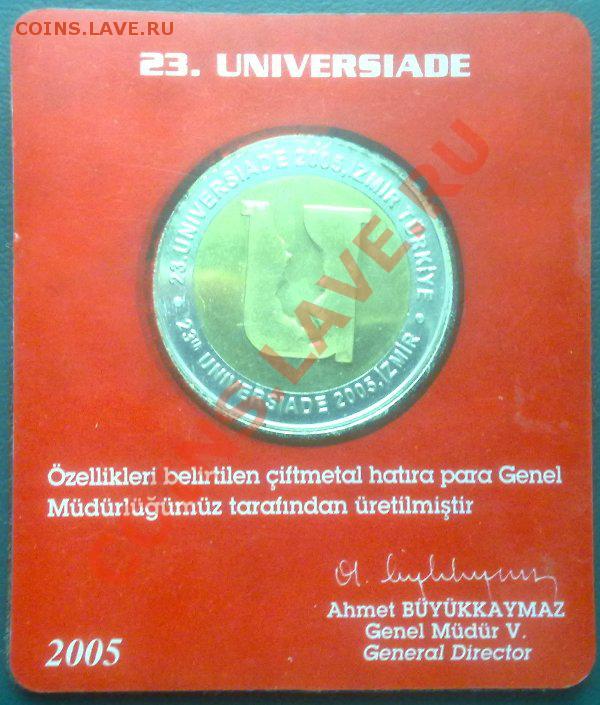 COINS.LAVE.RU
23. UNIVERSIADE
23.UNIVERSIADE 2005,İZMİR TÜRKİYE
23th UNIVERSIADE 2005,İZMİR
COINS.LAVE.RU
Özellikleri belirtilen çiftmetal hatıra para Genel
Müdürlüğümüz tarafından üretilmiştir
Ahmet BÜYÜKKAYMAZ
Genel Müdür V.
General Director
2005